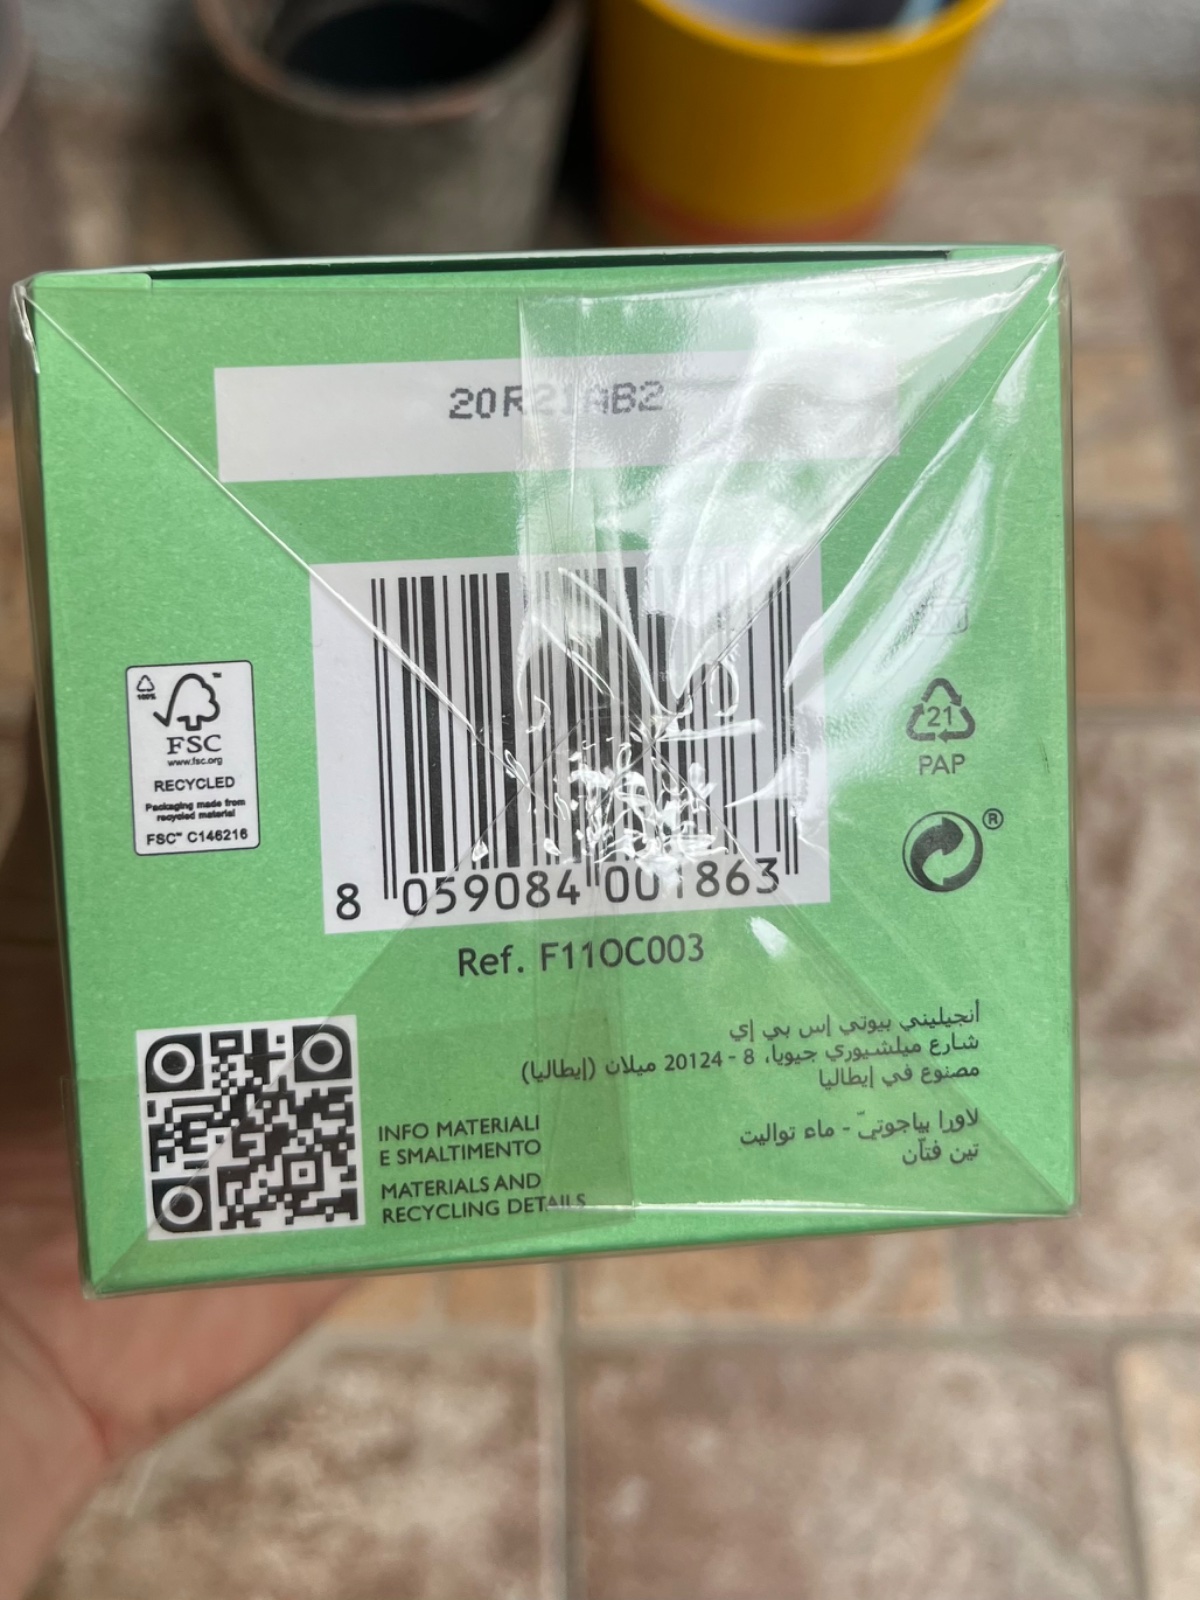 20R21AB2
8 059084 001863
Ref. F11OC003
100%
FSC
www.fsc.org
RECYCLED
Packaging made from
recycled material
FSC™ C146216
21
PAP
®
INFO MATERIALI
E SMALTIMENTO
MATERIALS AND
RECYCLING DETAILS
أنجيليني بيوتي إس بي إي
شارع ميلشيوري جيويا، 8 - 20124 ميلان (إيطاليا)
مصنوع في إيطاليا
لاورا بياجوتيّ - ماء تواليت
تين فتّان